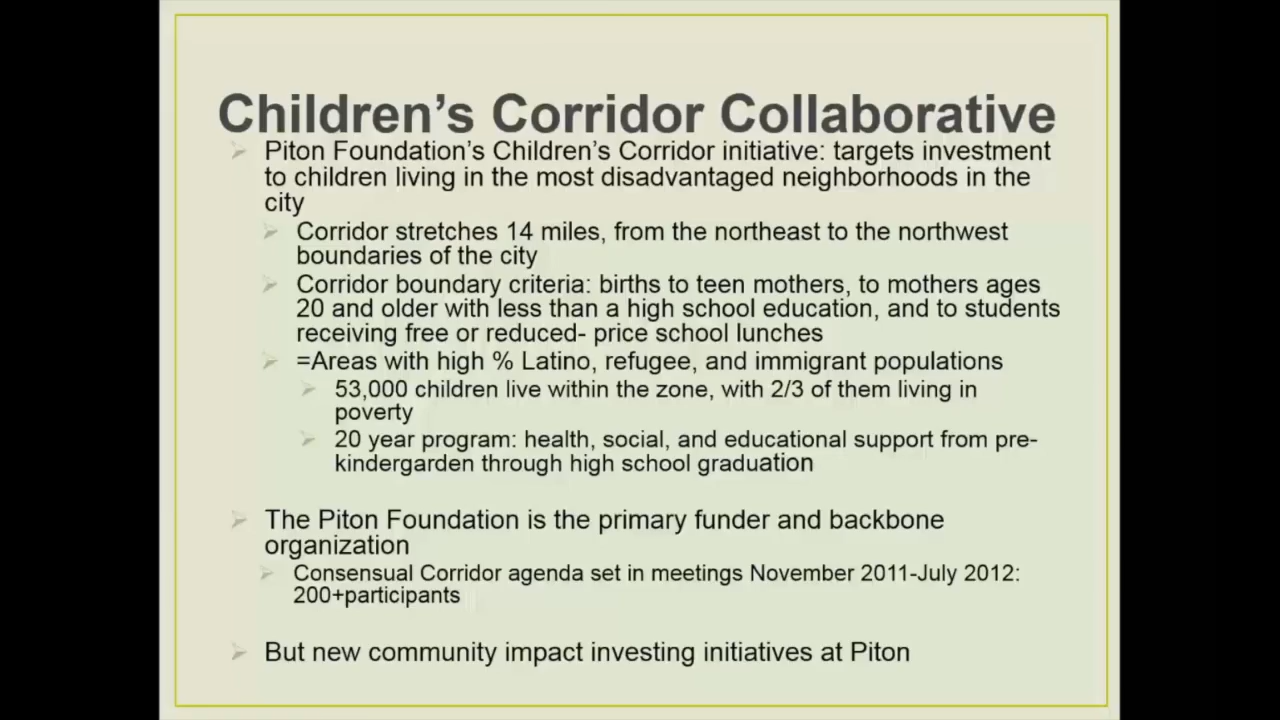 Children's Corridor Collaborative
Piton Foundation's Children's Corridor initiative: targets investment
to children living in the most disadvantaged neighborhoods in the
city
Corridor stretches 14 miles, from the northeast to the northwest
boundaries of the city
Corridor boundary criteria: births to teen mothers, to mothers ages
20 and older with less than a high school education, and to students
receiving free or reduced- price school lunches
=Areas with high % Latino, refugee, and immigrant populations
53,000 children live within the zone, with 2/3 of them living in
poverty
20 year program: health, social, and educational support from pre-
kindergarden through high school graduation
The Piton Foundation is the primary funder and backbone
organization
Consensual Corridor agenda set in meetings November 2011-July 2012:
200+participants
But new community impact investing initiatives at Piton